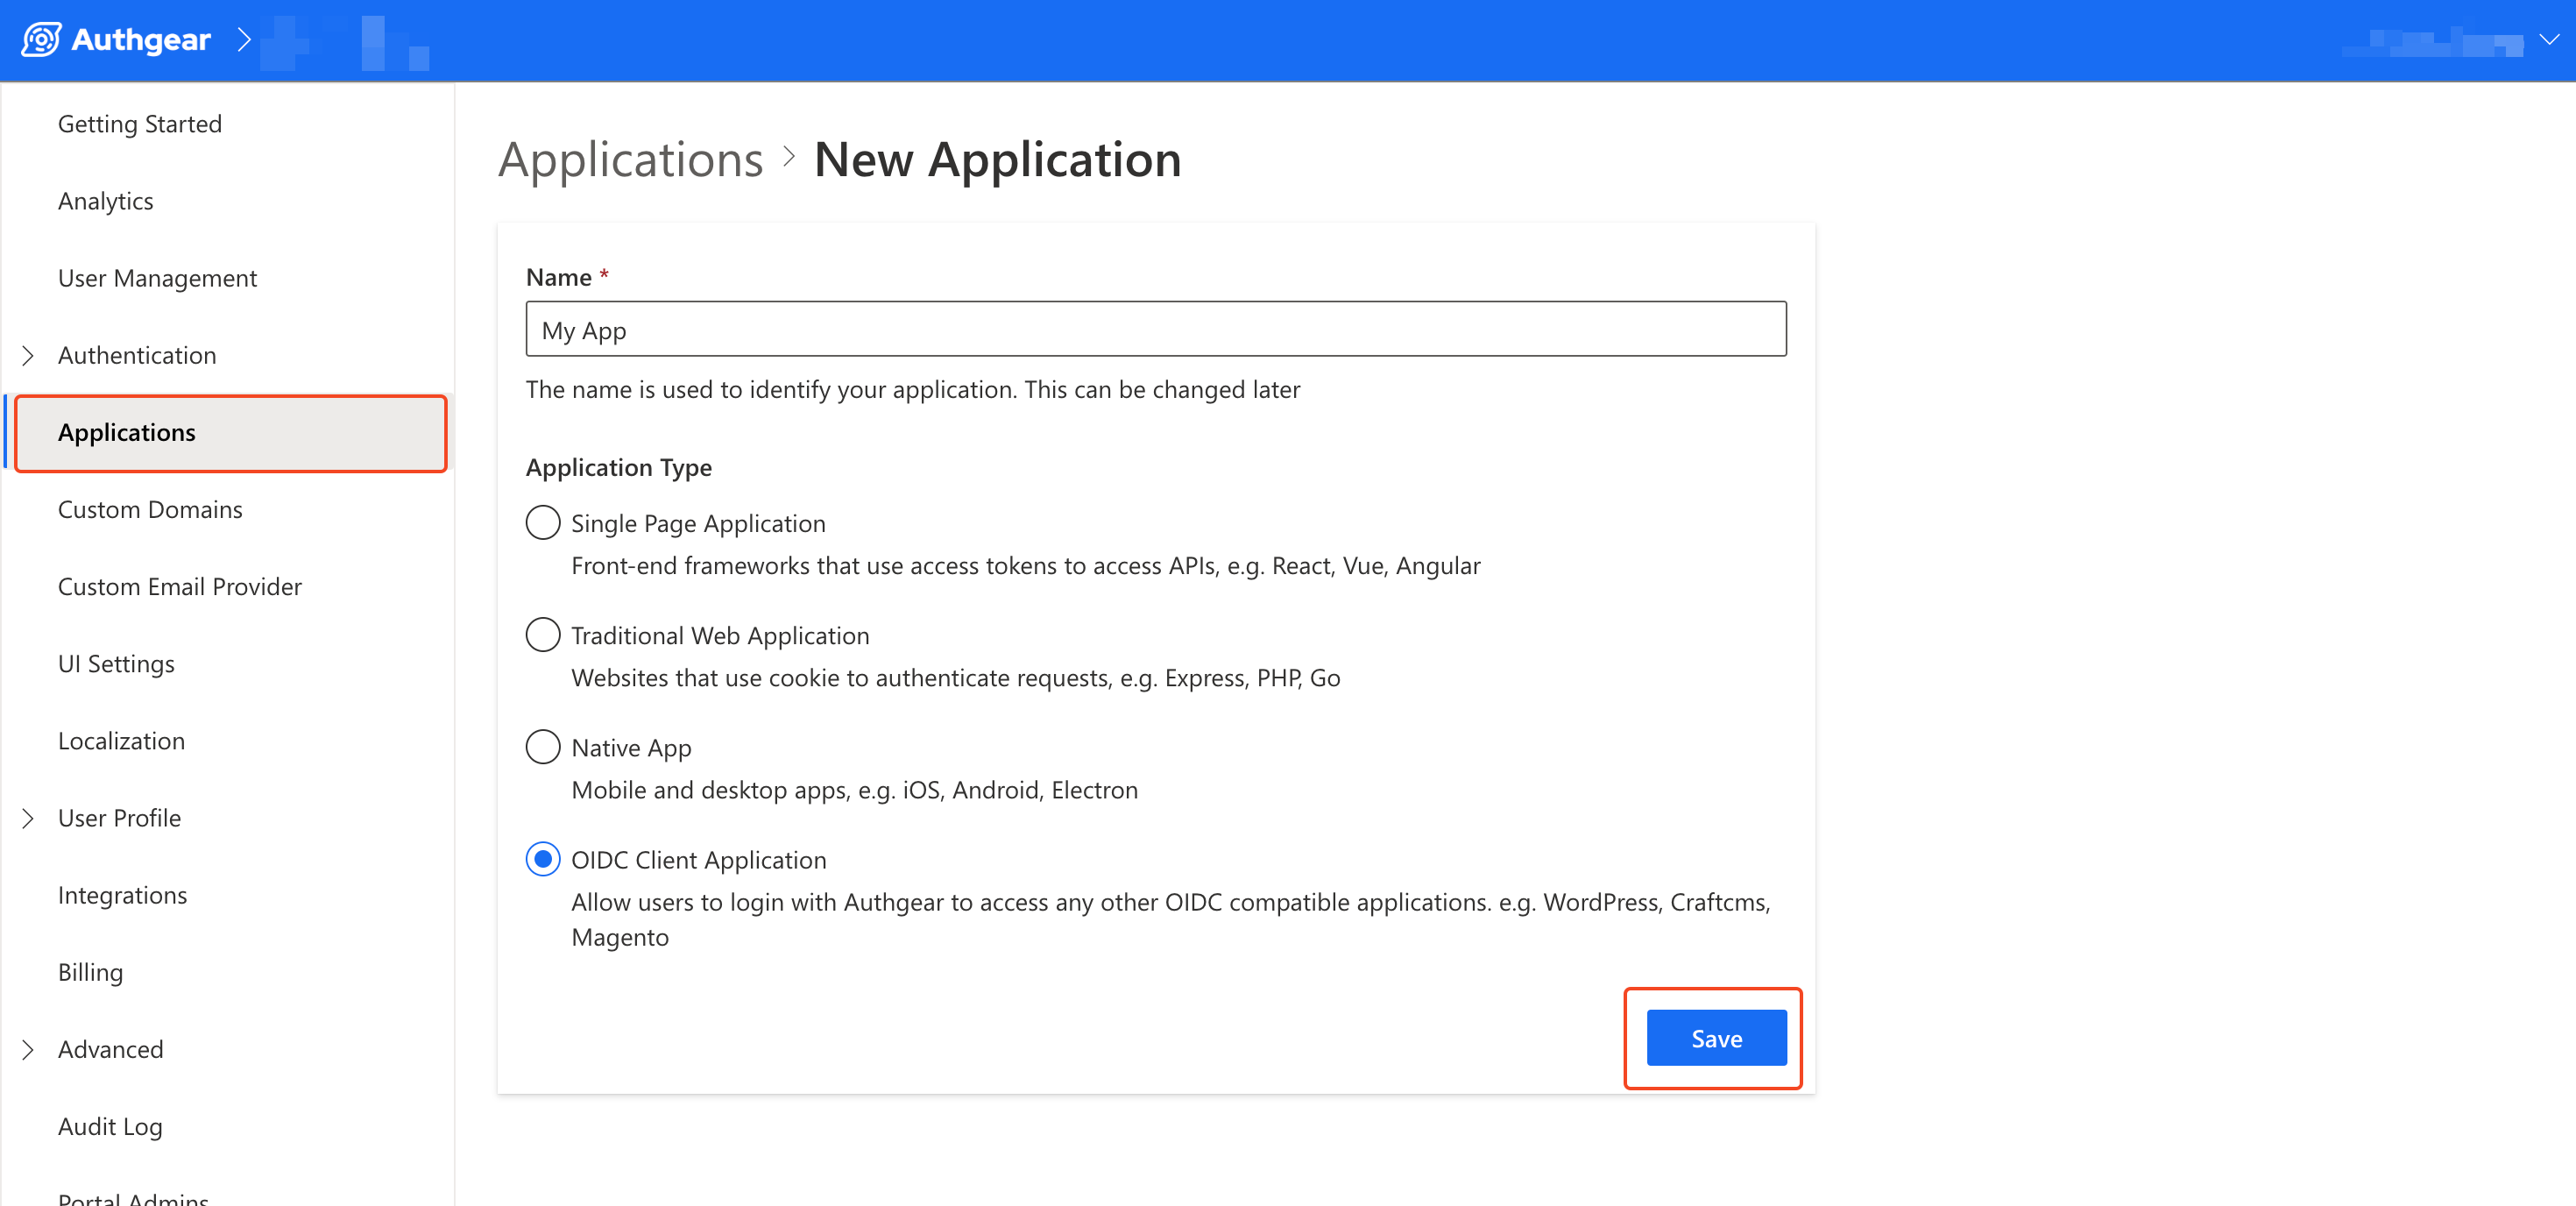 Authgear
Getting Started
Analytics
User Management
Authentication
Applications
Custom Domains
Custom Email Provider
UI Settings
Localization
User Profile
Integrations
Billing
Advanced
Audit Log
Portal Admins
Applications > New Application
Name *
My App
The name is used to identify your application. This can be changed later
Application Type
Single Page Application
Front-end frameworks that use access tokens to access APIs, e.g. React, Vue, Angular
Traditional Web Application
Websites that use cookie to authenticate requests, e.g. Express, PHP, Go
Native App
Mobile and desktop apps, e.g. iOS, Android, Electron
OIDC Client Application
Allow users to login with Authgear to access any other OIDC compatible applications. e.g. WordPress, Craftcms,
Magento
Save